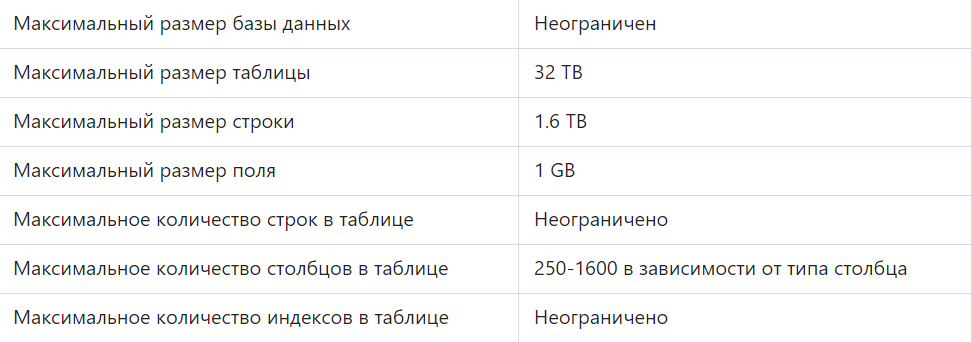 Максимальный размер базы данных Неограничен
Максимальный размер таблицы 32 TB
Максимальный размер строки 1.6 TB
Максимальный размер поля 1 GB
Максимальное количество строк в таблице Неограничено
Максимальное количество столбцов в таблице 250-1600 в зависимости от типа столбца
Максимальное количество индексов в таблице Неограничено